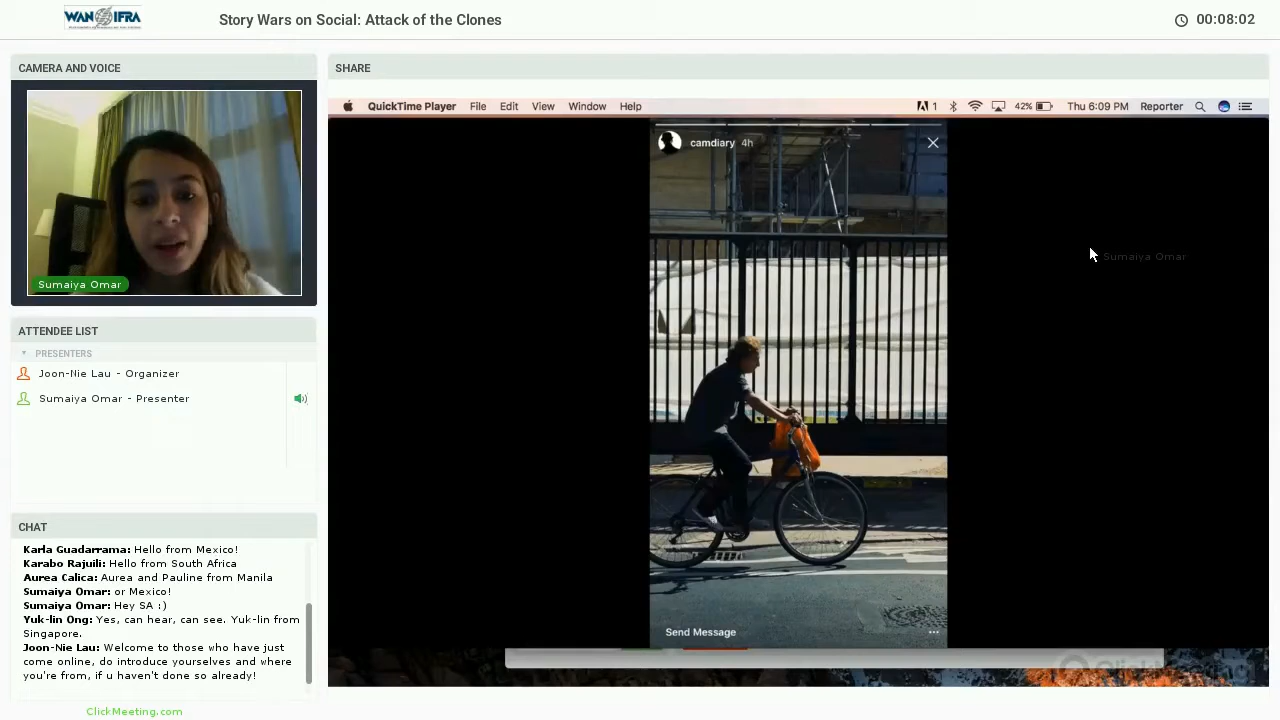 WAN IFRA
Story Wars on Social: Attack of the Clones
00:08:02
CAMERA AND VOICE
Sumaiya Omar
ATTENDEE LIST
PRESENTERS
Joon-Nie Lau - Organizer
Sumaiya Omar - Presenter
CHAT
Karla Guadarrama: Hello from Mexico!
Karabo Rajuili: Hello from South Africa
Aurea Calica: Aurea and Pauline from Manila
Sumaiya Omar: or Mexico!
Sumaiya Omar: Hey SA :)
Yuk-lin Ong: Yes, can hear, can see. Yuk-lin from
Singapore.
Joon-Nie Lau: Welcome to those who have just
come online, do introduce yourselves and where
you're from, if u haven't done so already!
ClickMeeting.com
SHARE
QuickTime Player File Edit View Window Help
1 42% Thu 6:09 PM Reporter
camdiary 4h
Sumaiya Omar
Send Message
ClickMeeting